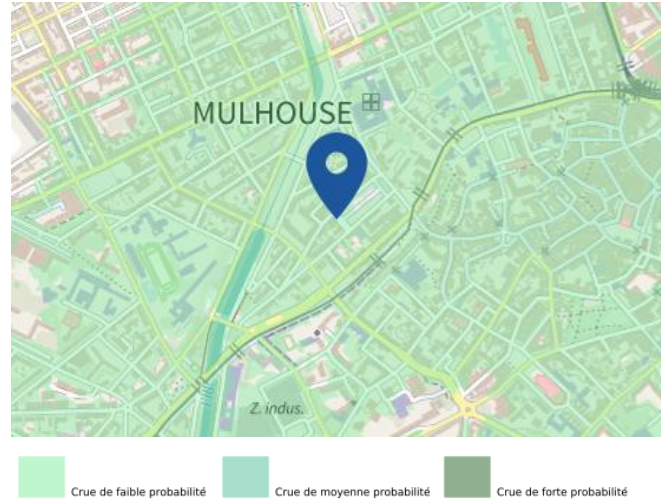 MULHOUSE
Z. indus.
Crue de faible probabilité
Crue de moyenne probabilité
Crue de forte probabilité